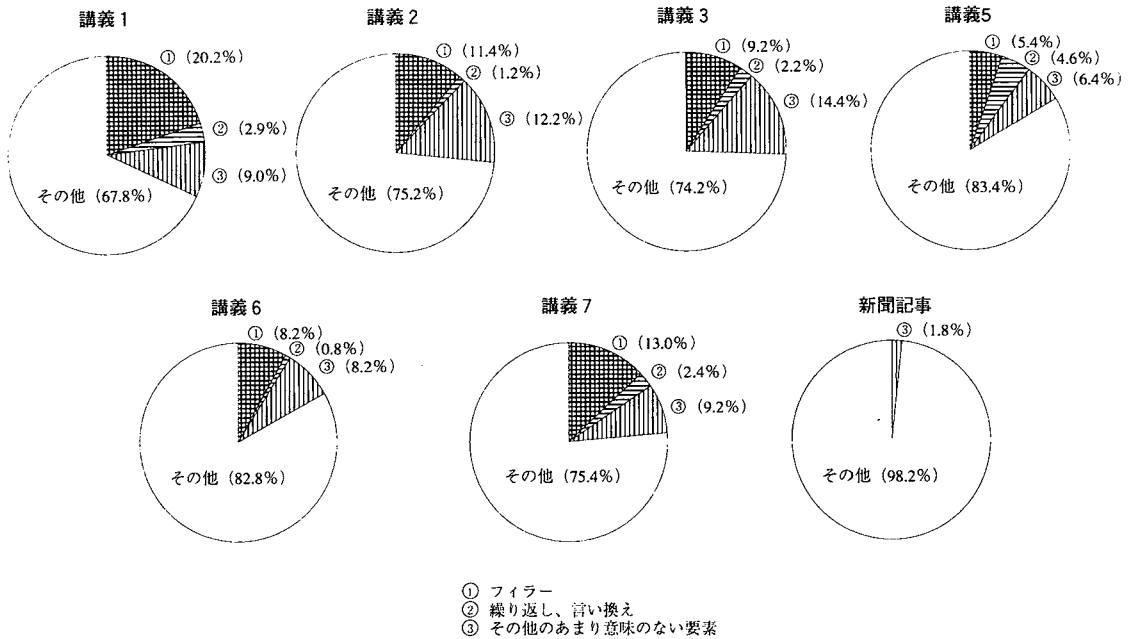 講義1
① (20.2%)
② (2.9%)
③ (9.0%)
その他 (67.8%)
講義2
① (11.4%)
② (1.2%)
③ (12.2%)
その他 (75.2%)
講義3
① (9.2%)
② (2.2%)
③ (14.4%)
その他 (74.2%)
講義5
① (5.4%)
② (4.6%)
③ (6.4%)
その他 (83.4%)
講義6
① (8.2%)
② (0.8%)
③ (8.2%)
その他 (82.8%)
講義7
① (13.0%)
② (2.4%)
③ (9.2%)
その他 (75.4%)
新聞記事
③ (1.8%)
その他 (98.2%)
① フィラー
② 繰り返し、言い換え
③ その他のあまり意味のない要素